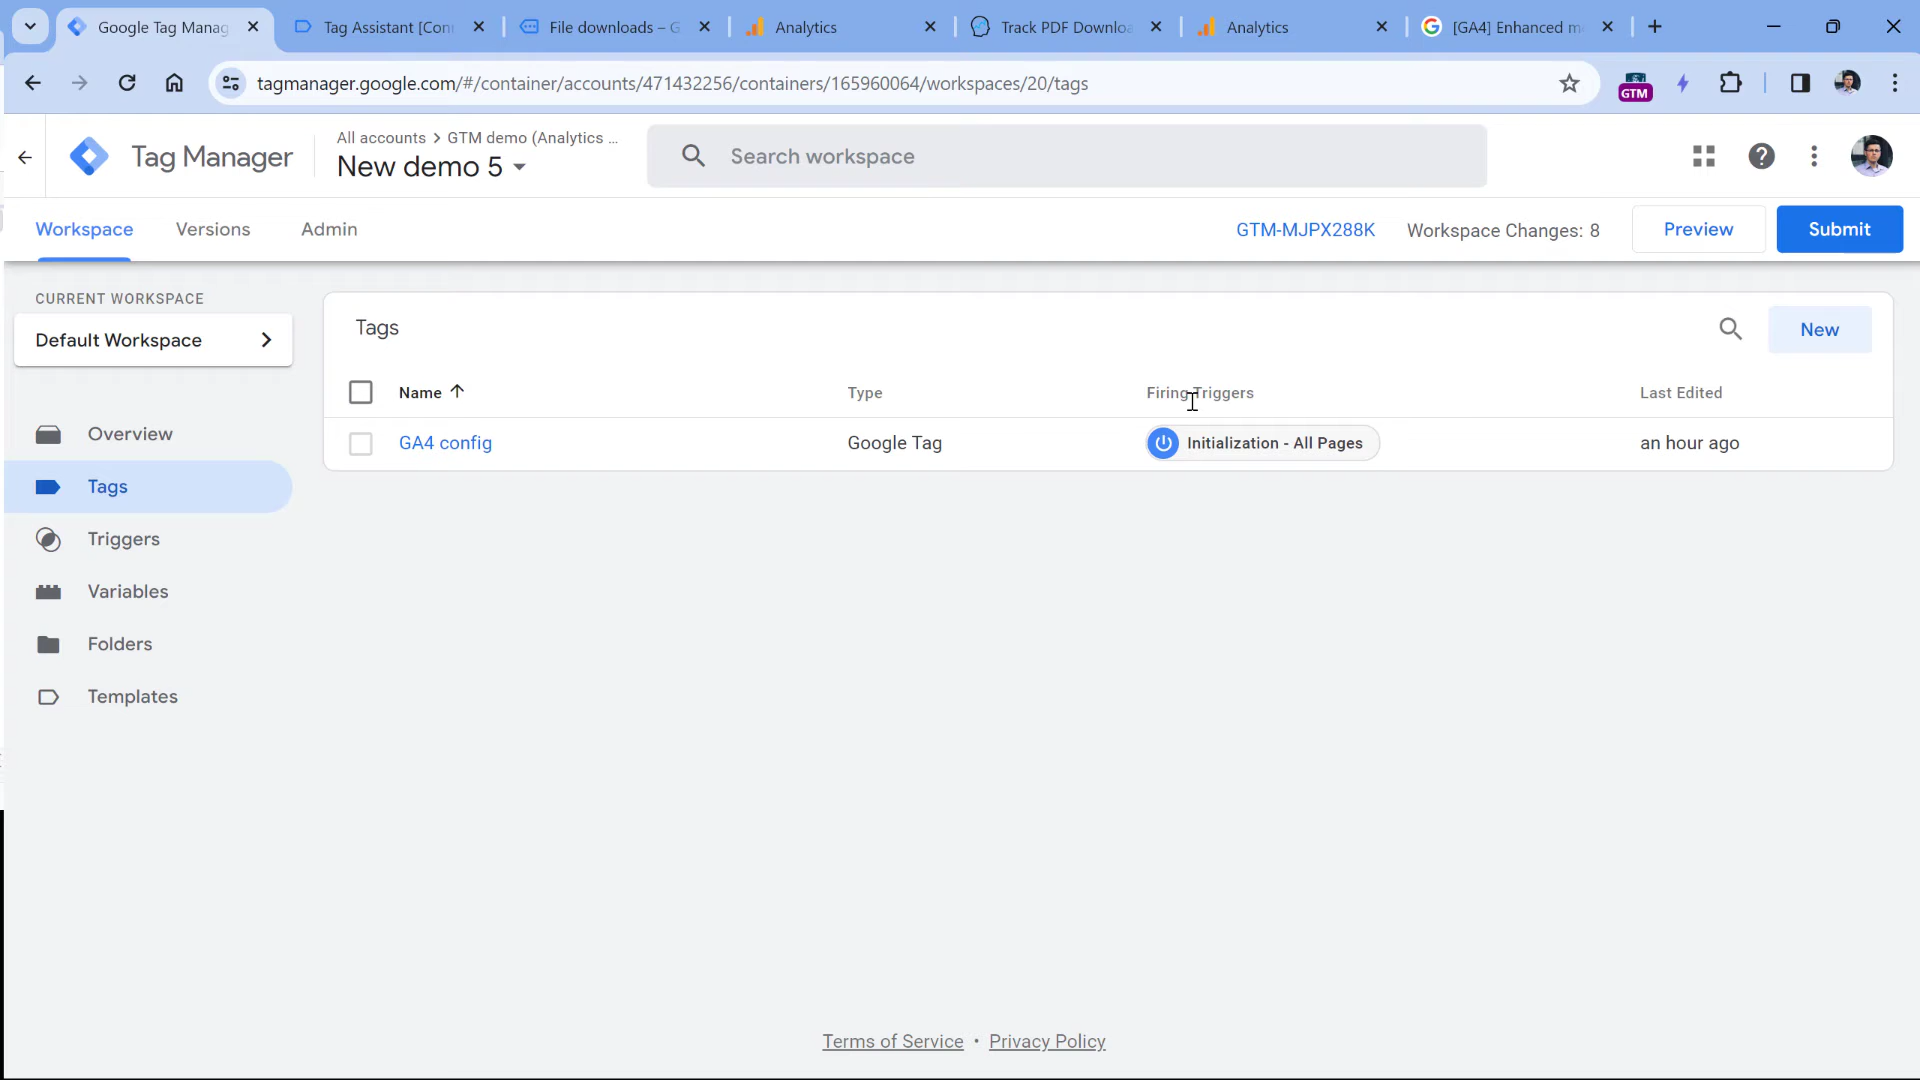 Google Tag Manag
Tag Assistant [Con
File downloads – G
Analytics
Track PDF Downloa
Analytics
[GA4] Enhanced m
tagmanager.google.com/#/container/accounts/471432256/containers/165960064/workspaces/20/tags
GTM
Tag Manager
All accounts > GTM demo (Analytics ...
New demo 5
Search workspace
Workspace
Versions
Admin
GTM-MJPX288K
Workspace Changes: 8
Preview
Submit
CURRENT WORKSPACE
Default Workspace
Overview
Tags
Triggers
Variables
Folders
Templates
Tags
New
Name
Type
Firing Triggers
Last Edited
GA4 config
Google Tag
Initialization - All Pages
an hour ago
Terms of Service • Privacy Policy